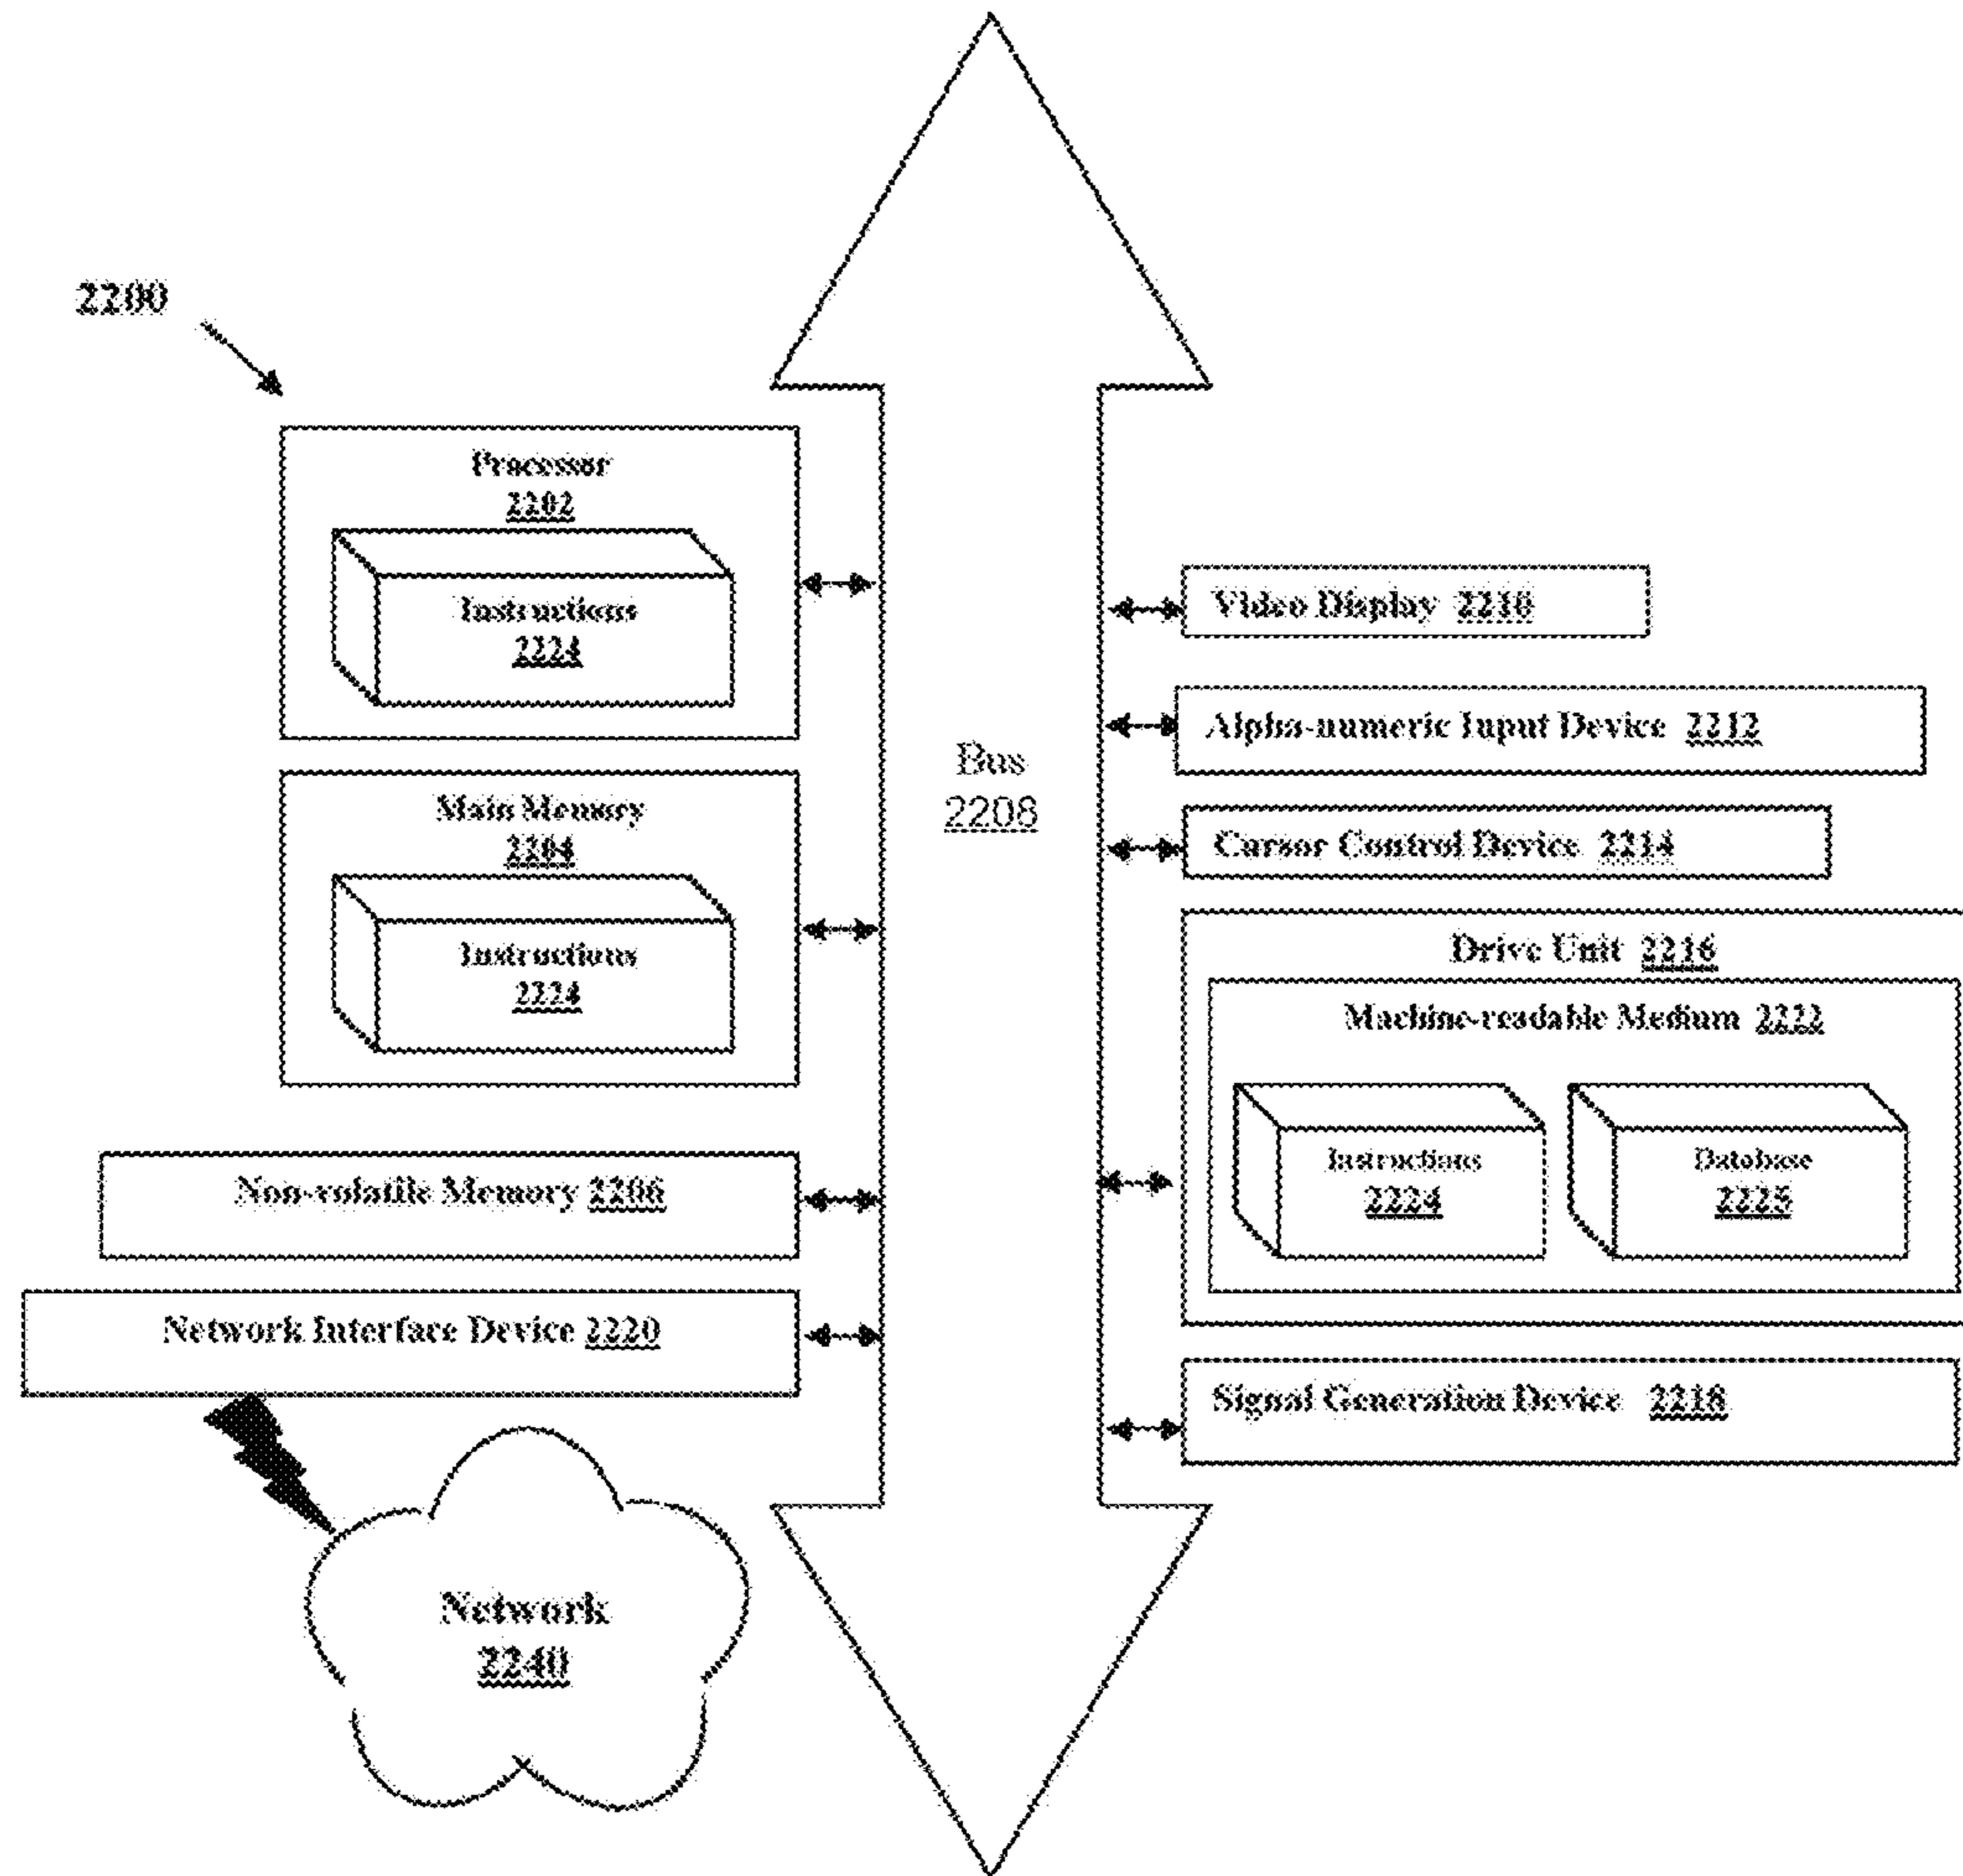 2200
Processor
2202
Instructions
2224
Main Memory
2204
Instructions
2224
Non-volatile Memory 2206
Network Interface Device 2220
Network
2240
Bus
2208
Video Display 2210
Alpha-numeric Input Device 2212
Cursor Control Device 2214
Drive Unit 2216
Machine-readable Medium 2222
Instructions
2224
Database
2225
Signal Generation Device 2218